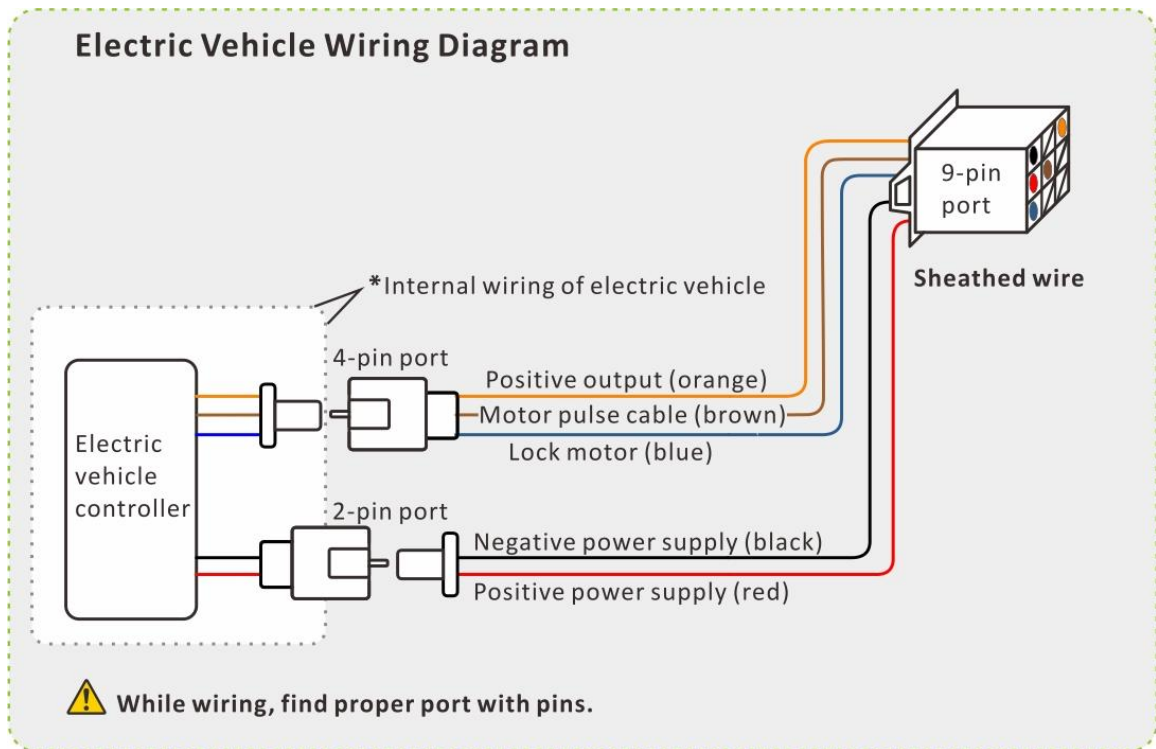 Electric Vehicle Wiring Diagram
9-pin
port
Sheathed wire
*Internal wiring of electric vehicle
4-pin port
Positive output (orange)
Motor pulse cable (brown)
Lock motor (blue)
Electric
vehicle
controller
2-pin port
Negative power supply (black)
Positive power supply (red)
While wiring, find proper port with pins.